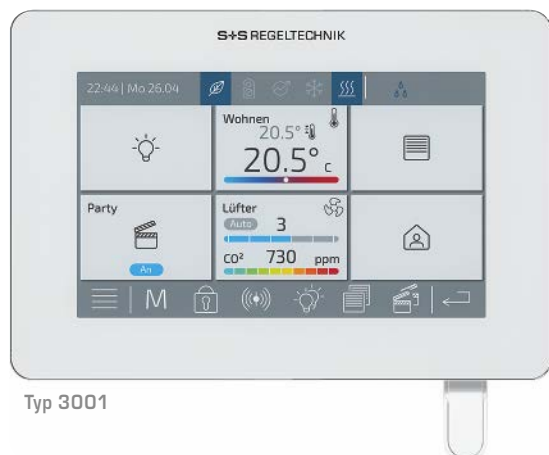 S+S REGELTECHNIK
22:44 | Mo 26.04
Wohnen
20.5°
20.5° C
Party
An
Lüfter
Auto 3
CO² 730 ppm
M
Typ 3001